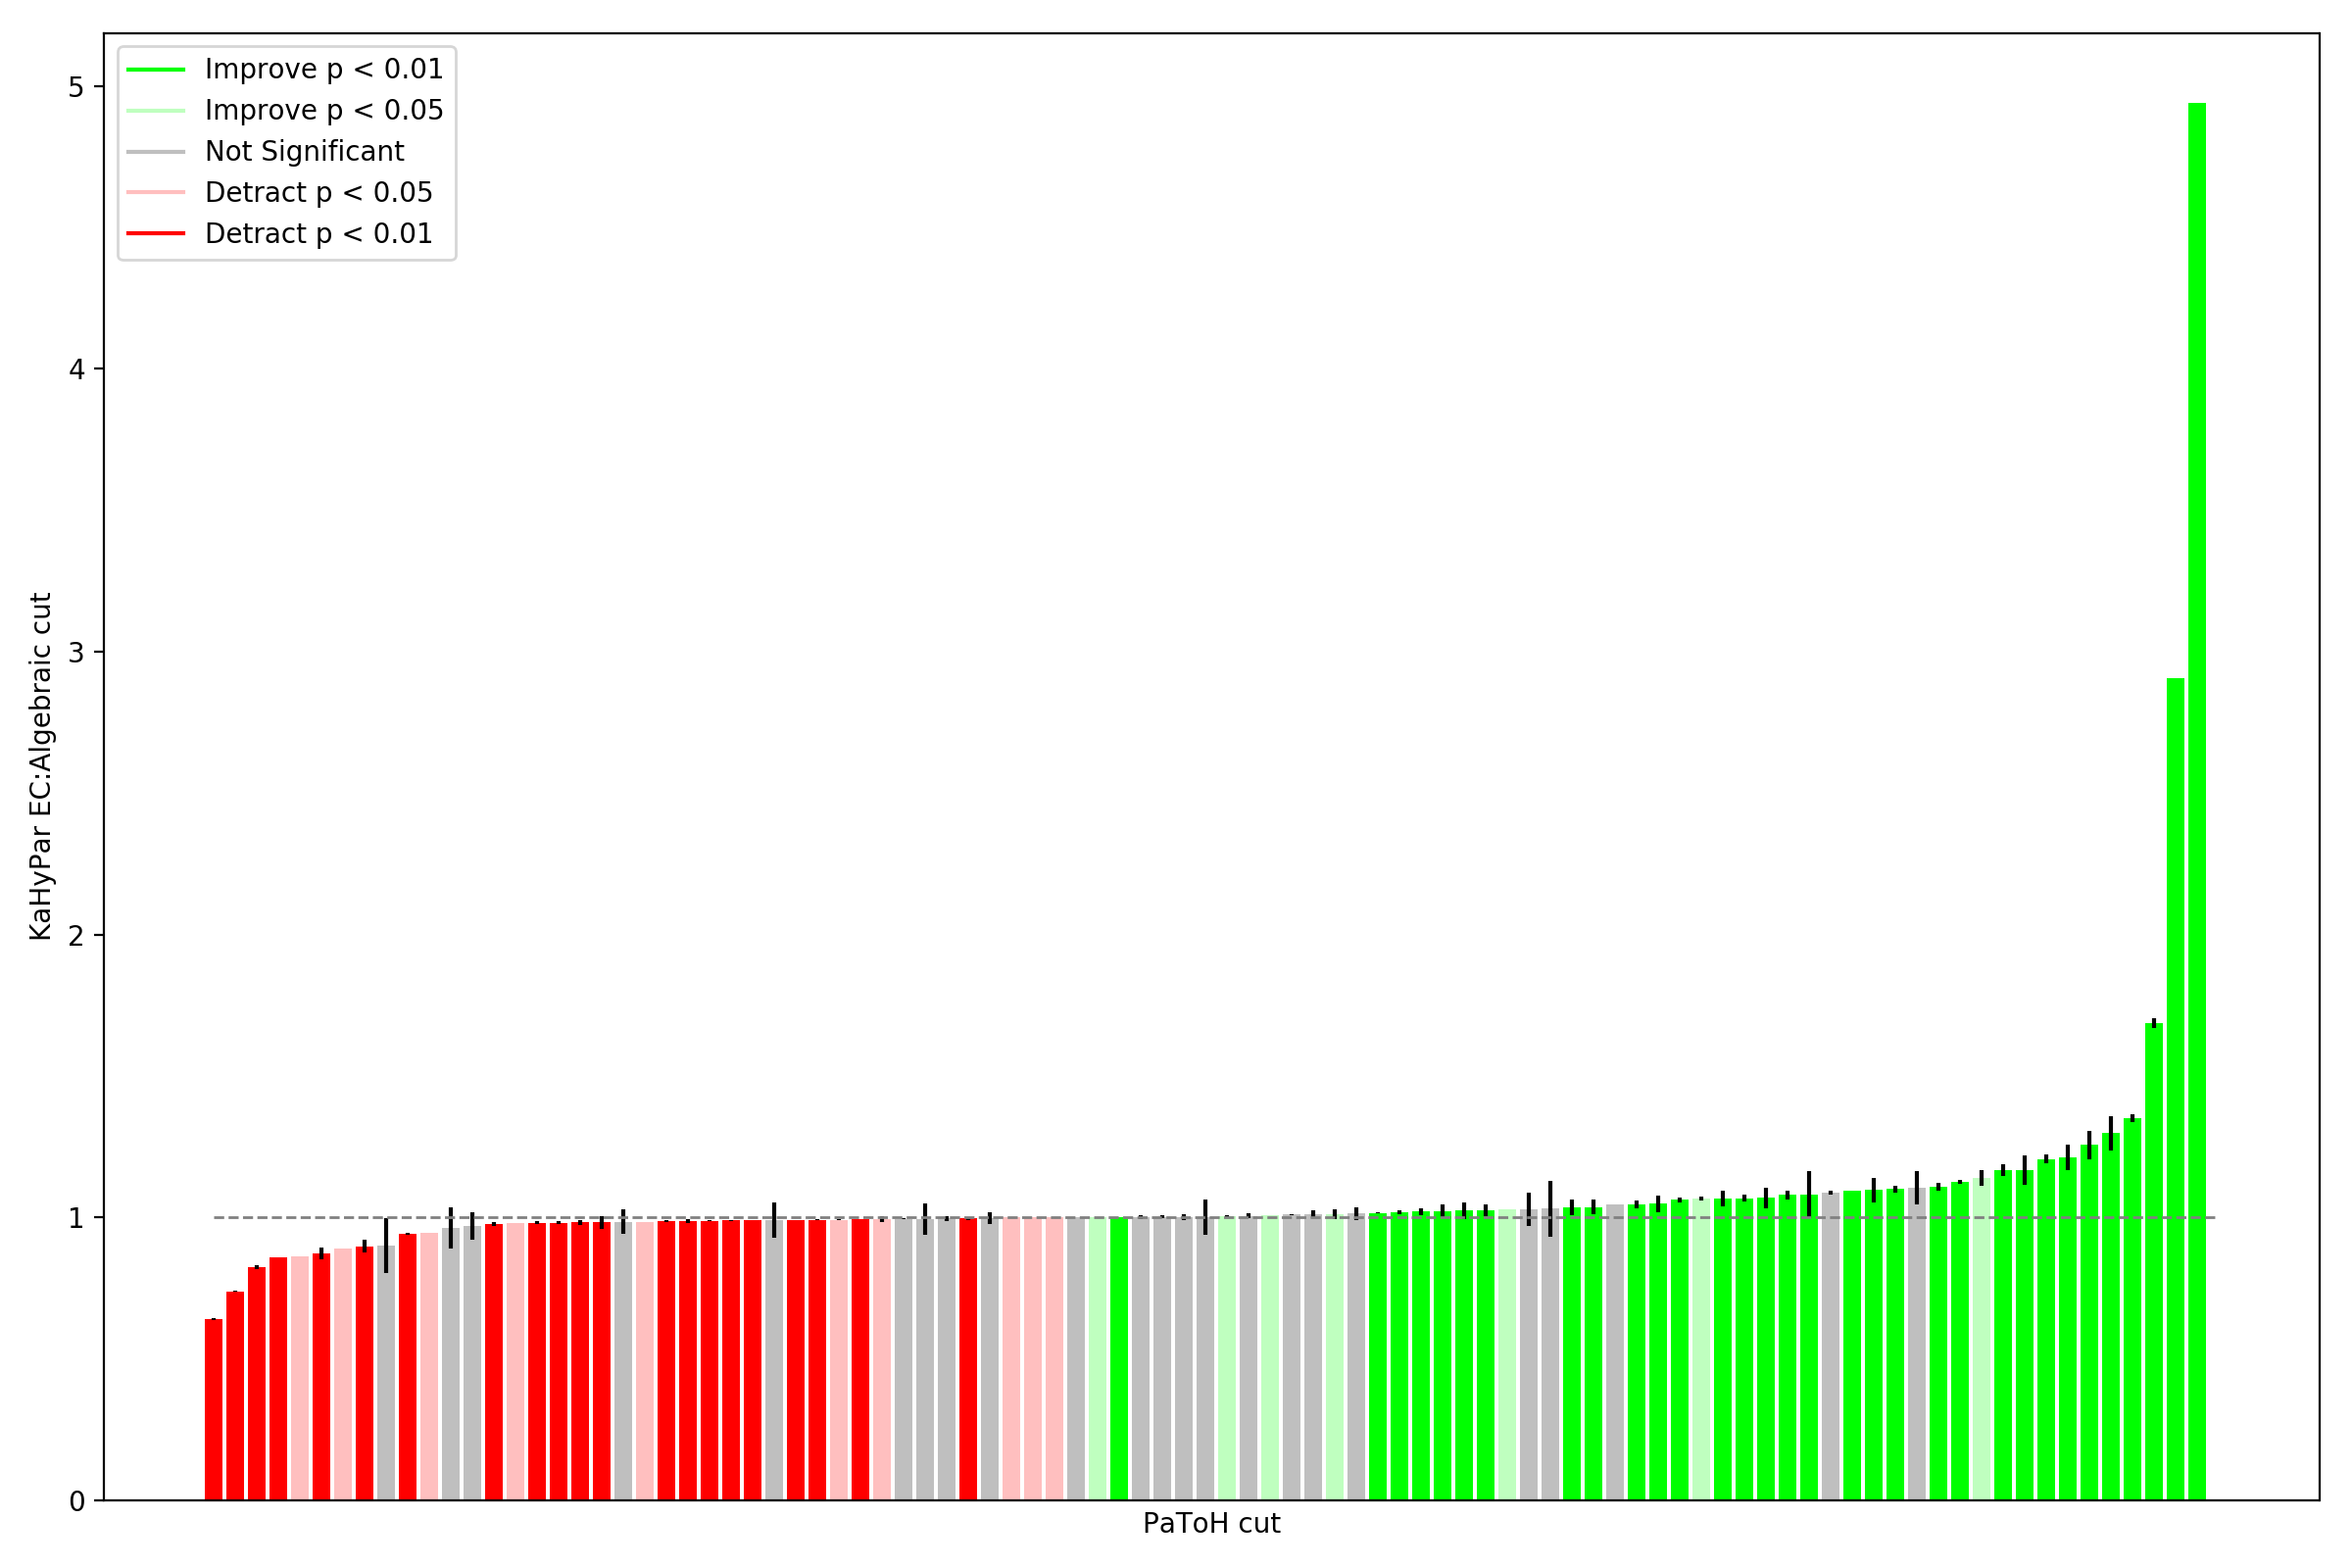 Improve p < 0.01
Improve p < 0.05
Not Significant
Detract p < 0.05
Detract p < 0.01
5
4
3
2
1
0
KaHyPar EC:Algebraic cut
PaToH cut